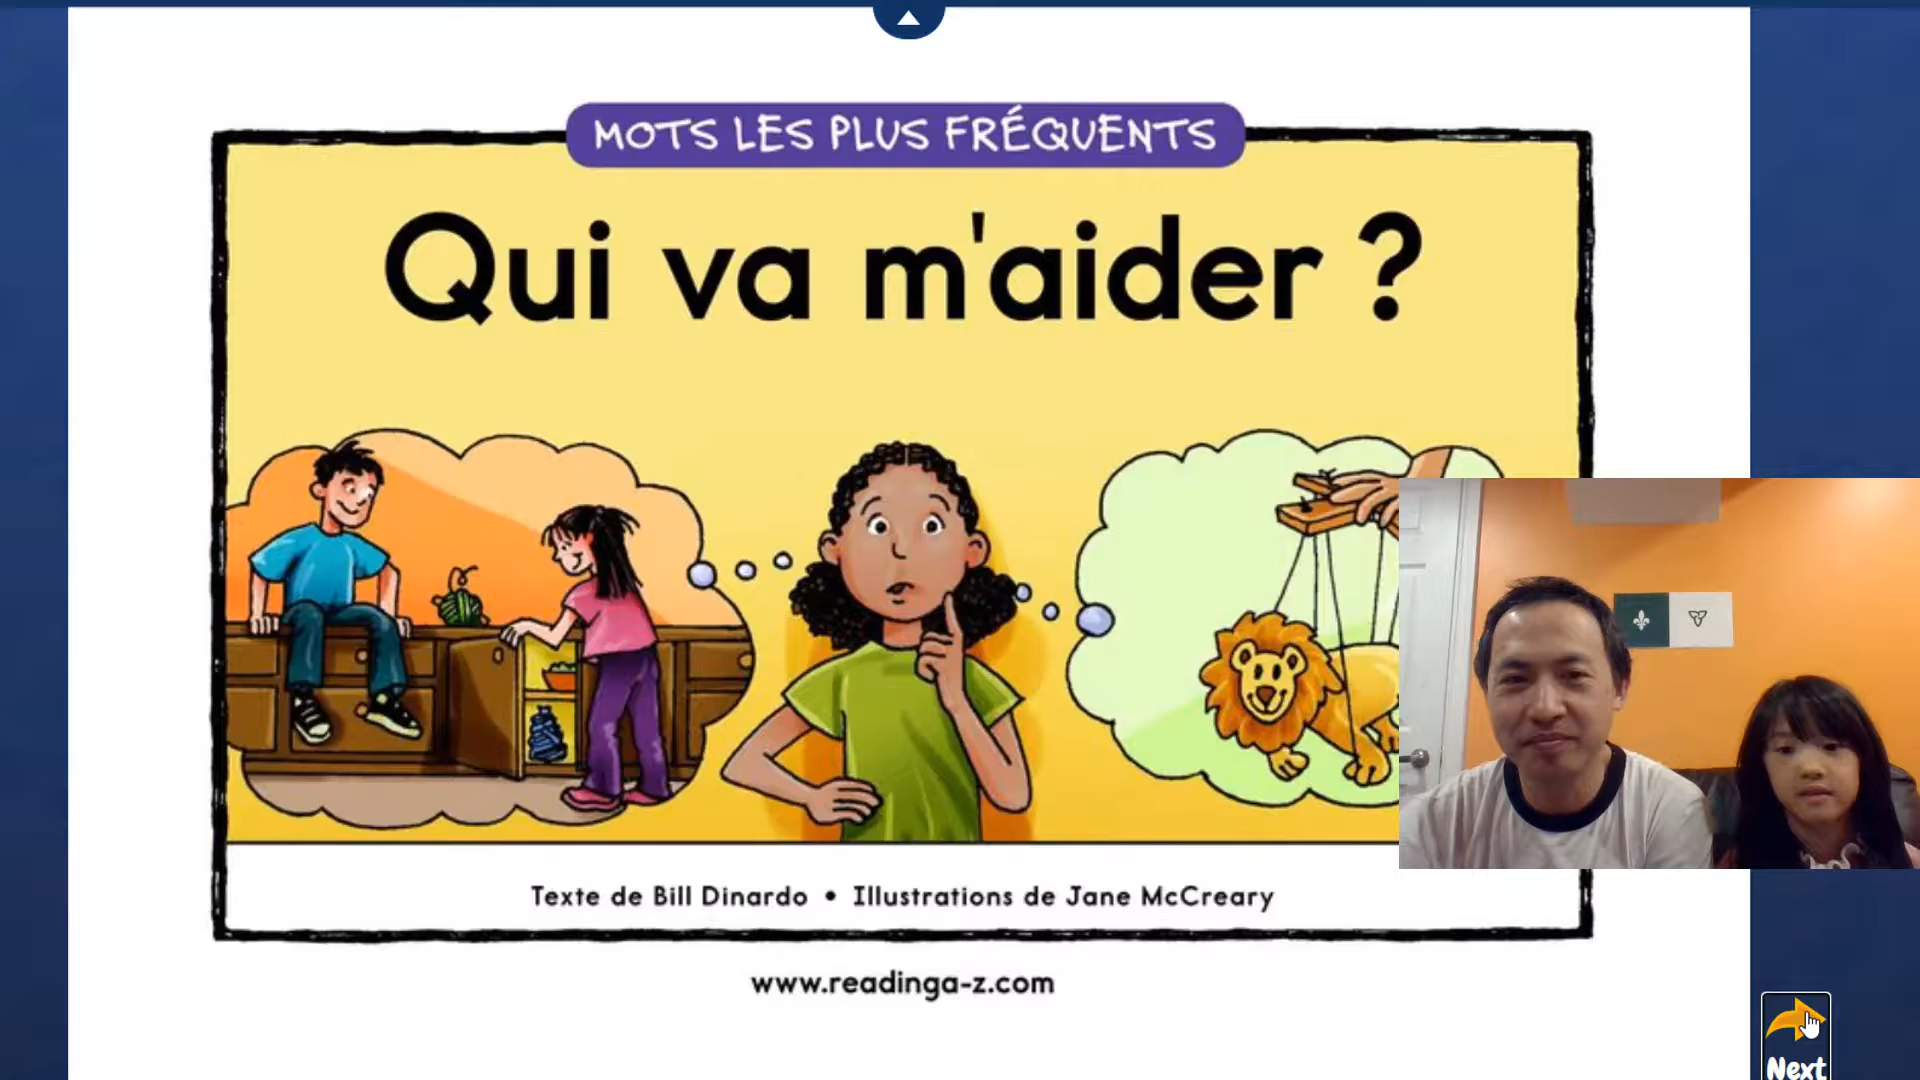 MOTS LES PLUS FRÉQUENTS
Qui va m'aider ?
Texte de Bill Dinardo • Illustrations de Jane McCreary
www.readinga-z.com
Next